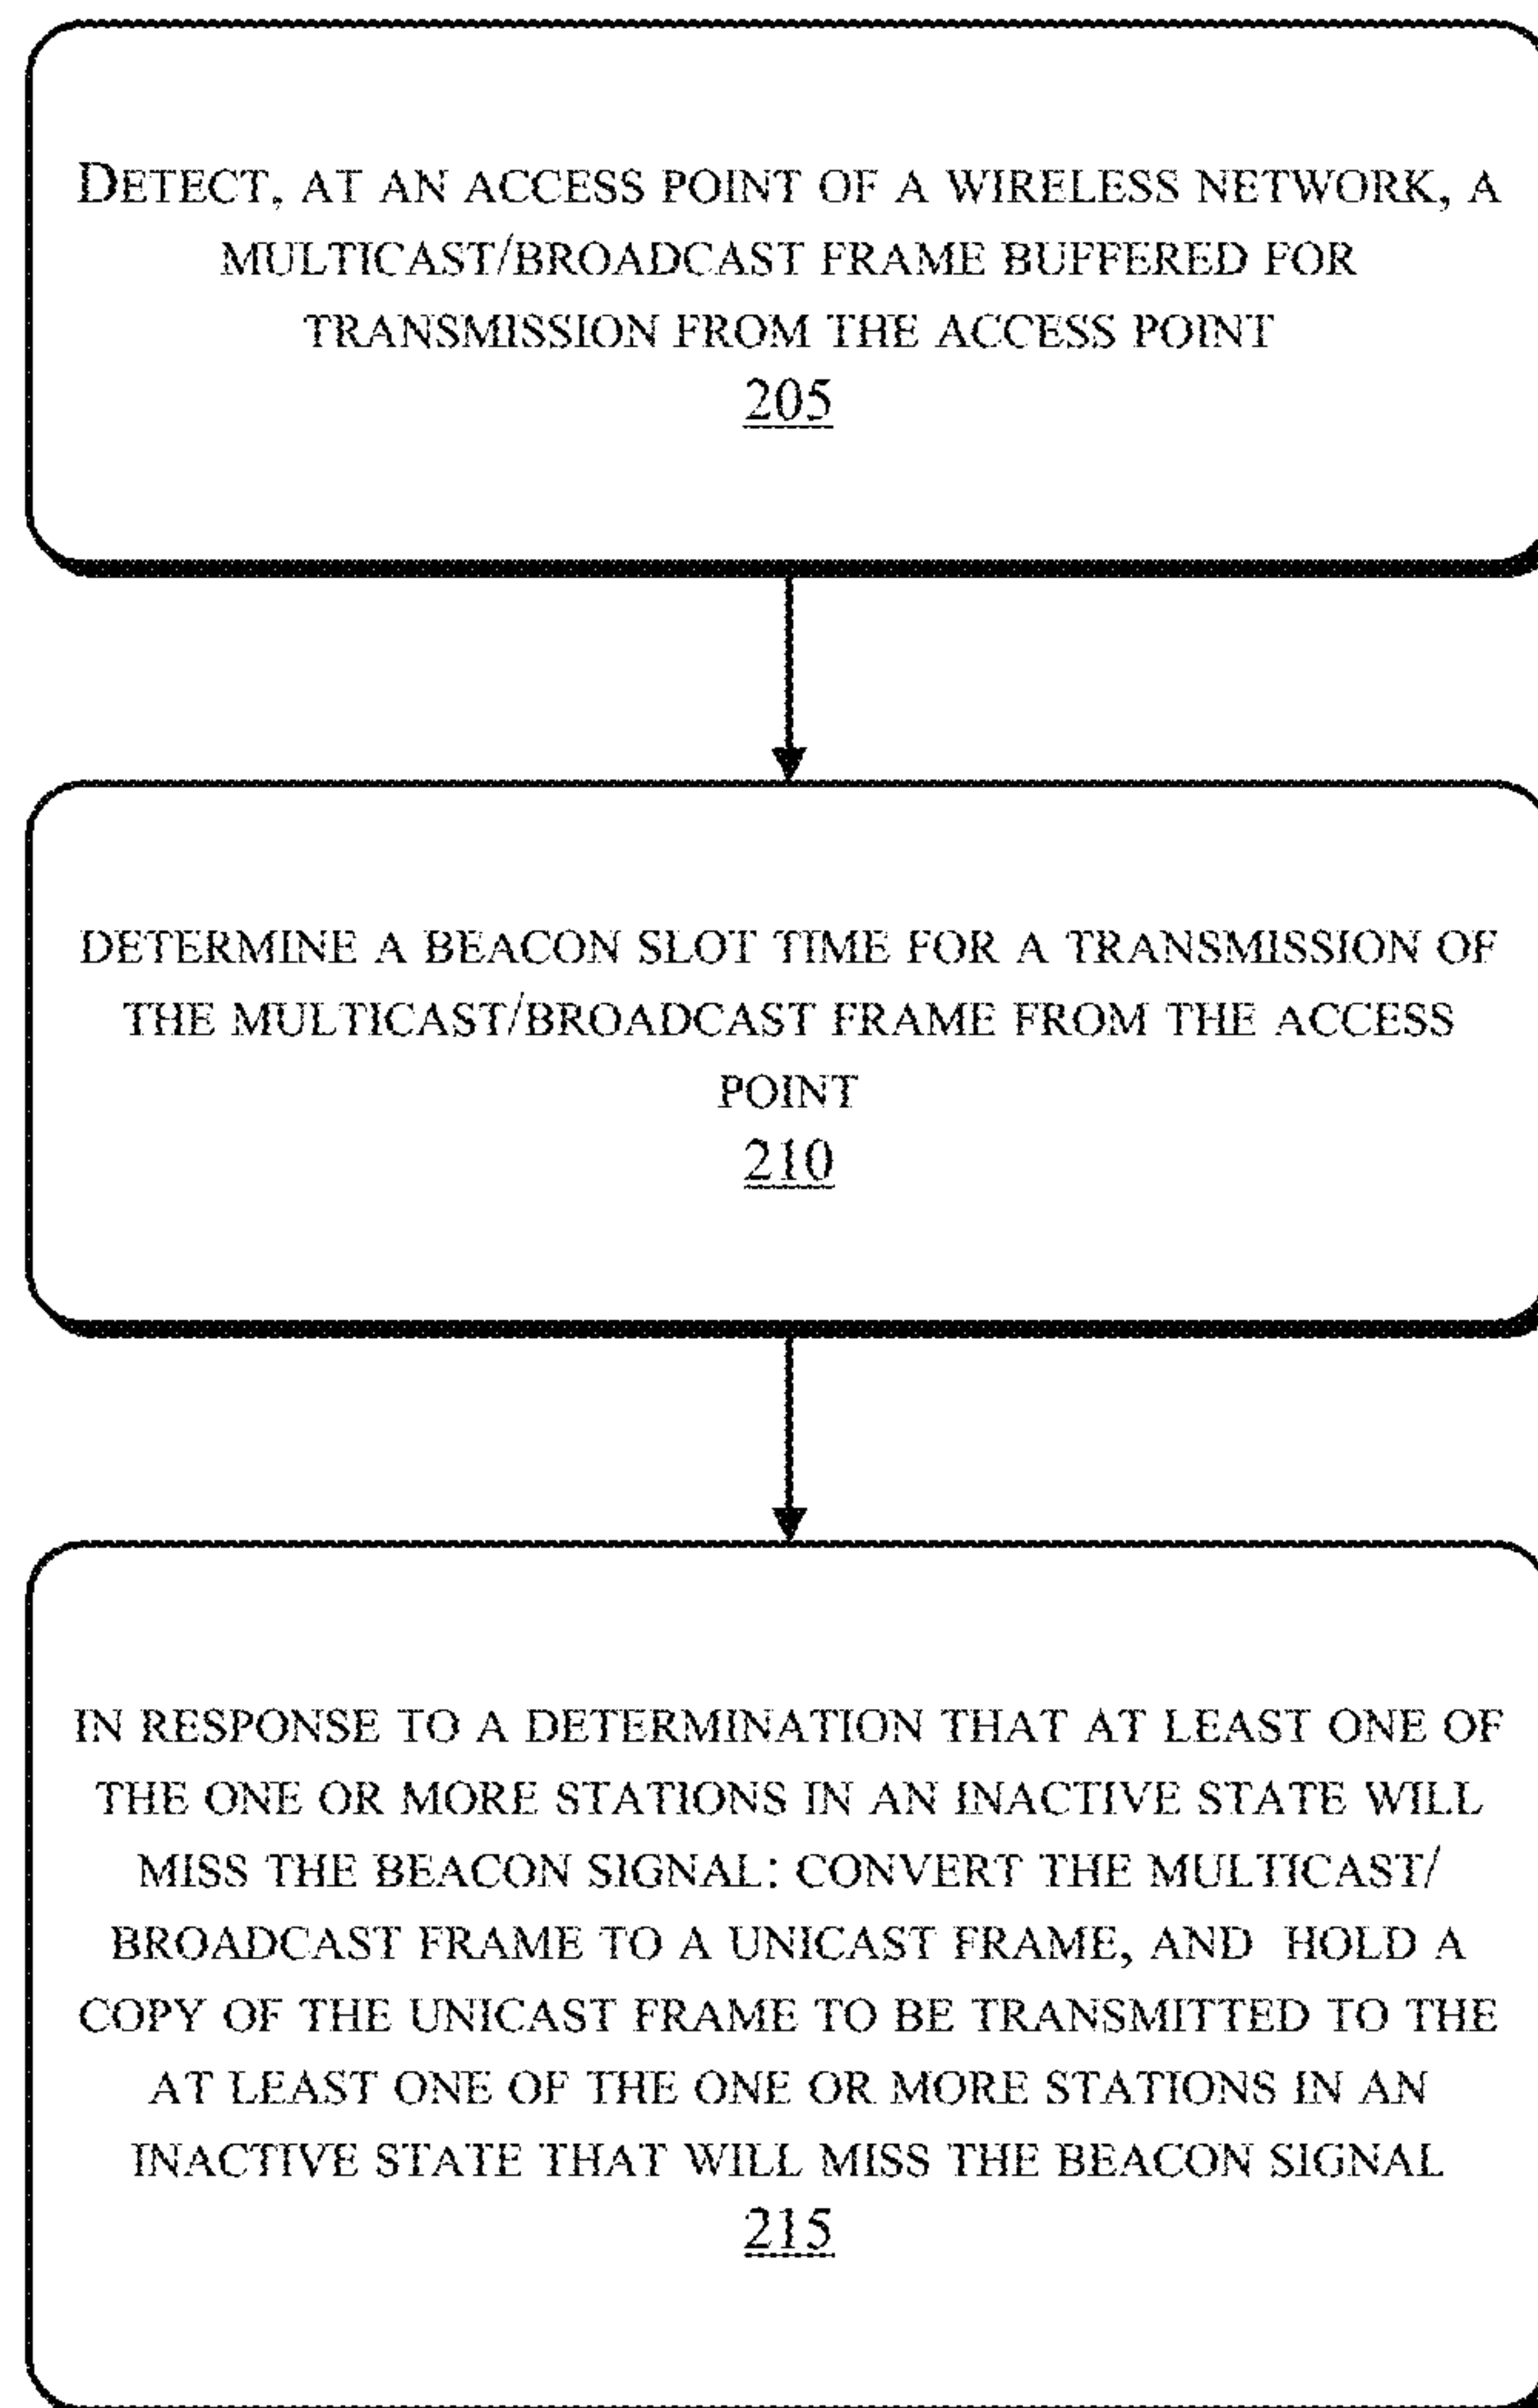 DETECT, AT AN ACCESS POINT OF A WIRELESS NETWORK, A
MULTICAST/BROADCAST FRAME BUFFERED FOR
TRANSMISSION FROM THE ACCESS POINT
205
DETERMINE A BEACON SLOT TIME FOR A TRANSMISSION OF
THE MULTICAST/BROADCAST FRAME FROM THE ACCESS
POINT
210
IN RESPONSE TO A DETERMINATION THAT AT LEAST ONE OF
THE ONE OR MORE STATIONS IN AN INACTIVE STATE WILL
MISS THE BEACON SIGNAL: CONVERT THE MULTICAST/
BROADCAST FRAME TO A UNICAST FRAME, AND HOLD A
COPY OF THE UNICAST FRAME TO BE TRANSMITTED TO THE
AT LEAST ONE OF THE ONE OR MORE STATIONS IN AN
INACTIVE STATE THAT WILL MISS THE BEACON SIGNAL
215